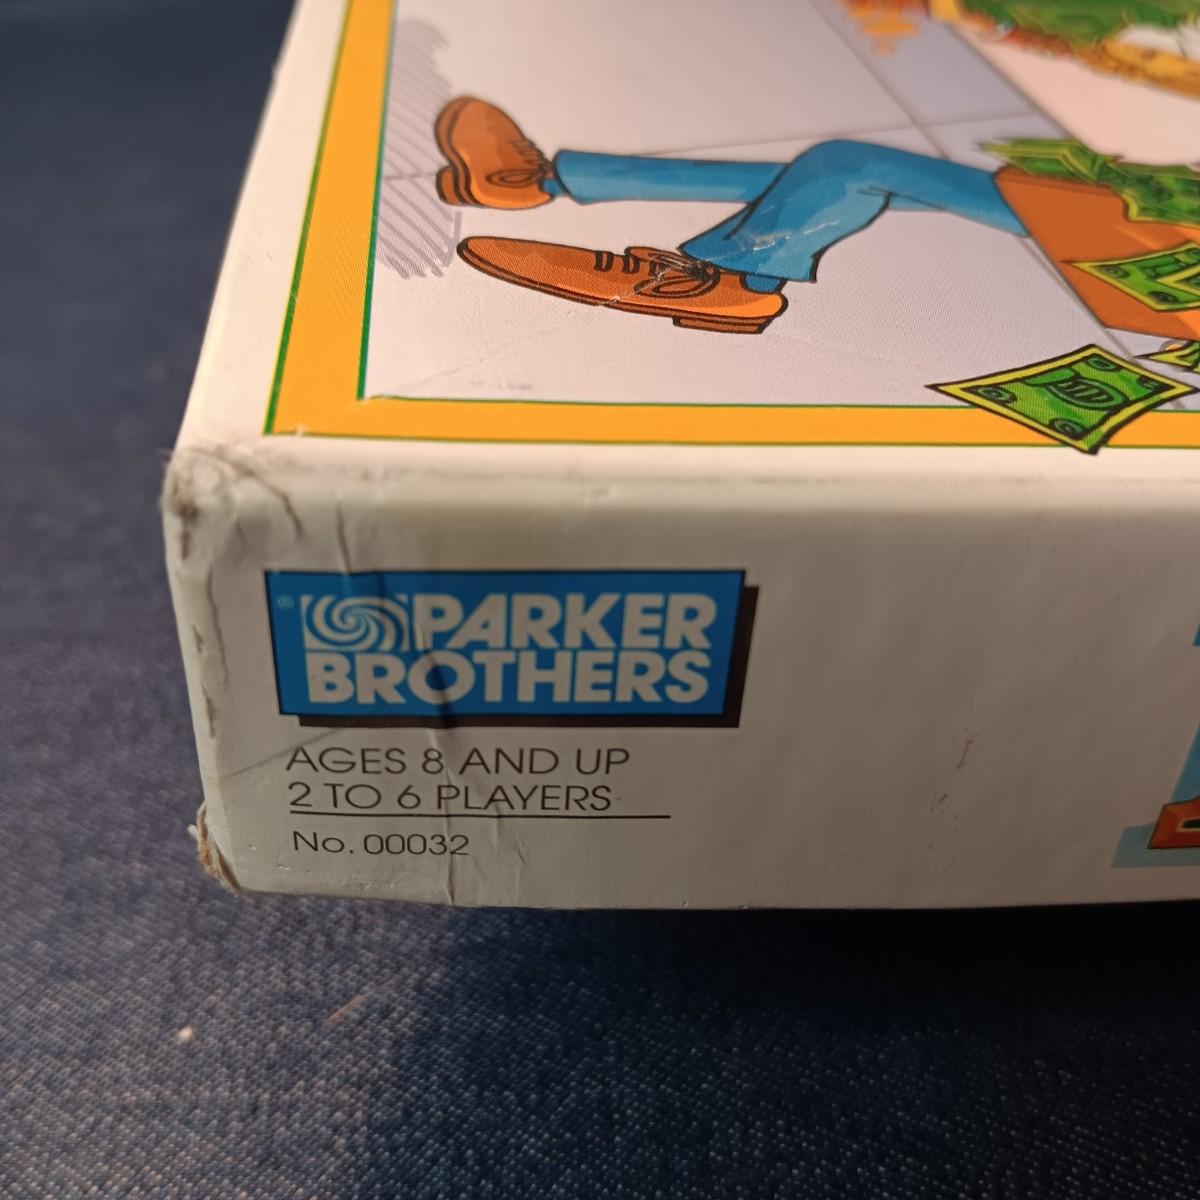 ®
PARKER
BROTHERS
AGES 8 AND UP
2 TO 6 PLAYERS
No. 00032